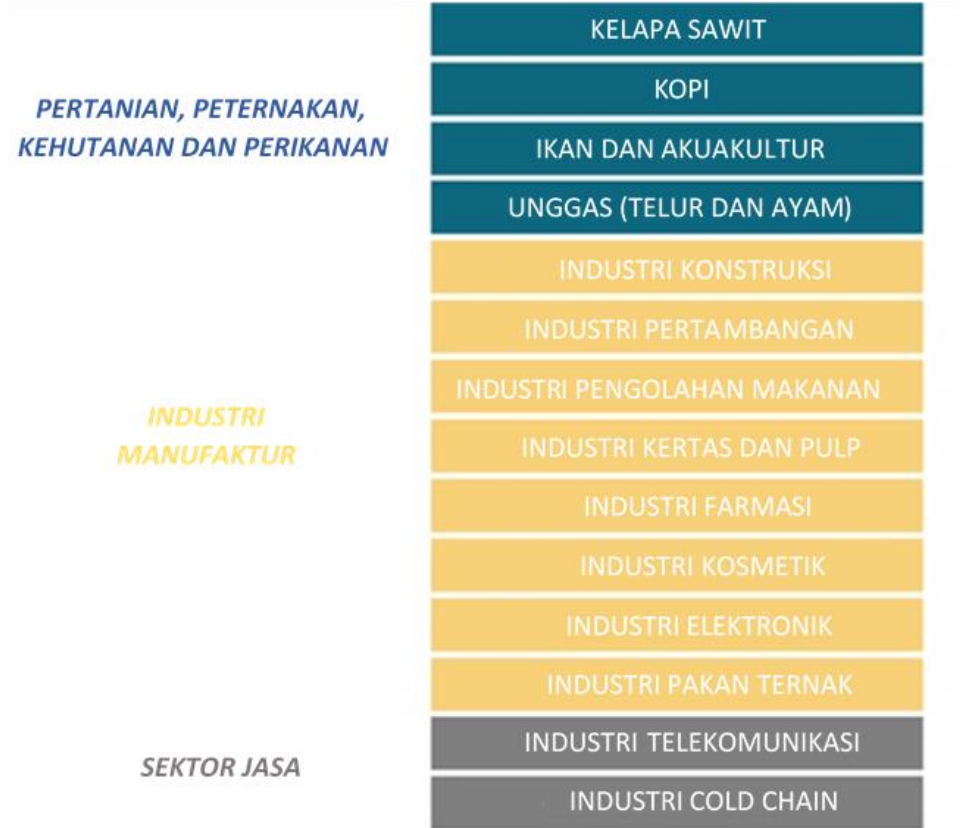 PERTANIAN, PETERNAKAN,
KEHUTANAN DAN PERIKANAN
KELAPA SAWIT
KOPI
IKAN DAN AKUAKULTUR
UNGGAS (TELUR DAN AYAM)
INDUSTRI
MANUFAKTUR
INDUSTRI KONSTRUKSI
INDUSTRI PERTAMBANGAN
INDUSTRI PENGOLAHAN MAKANAN
INDUSTRI KERTAS DAN PULP
INDUSTRI FARMASI
INDUSTRI KOSMETIK
INDUSTRI ELEKTRONIK
INDUSTRI PAKAN TERNAK
SEKTOR JASA
INDUSTRI TELEKOMUNIKASI
INDUSTRI COLD CHAIN